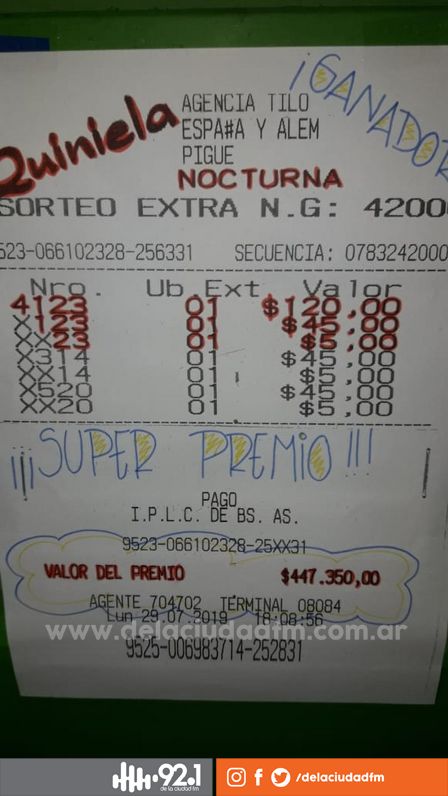 ¡GANADOR
Quiniela
AGENCIA TILO
ESPA#A Y ALEM
PIGUE
NOCTURNA
SORTEO EXTRA N.G: 4200
523-066102328-256331 SECUENCIA: 0783242000
Nro. Ub.Ext Valor
4123 01 $120,00
X123 01 $45,00
XX23 01 $5,00
X314 01 $45,00
XX14 01 $5,00
X520 01 $45,00
XX20 01 $5,00
¡¡¡SUPER PREMIO!!!
PAGO
I.P.L.C. DE BS. AS.
9523-066102328-25XX31
VALOR DEL PREMIO $447.350,00
AGENTE 704702 TERMINAL 08084
Lun 29.07.2019 18:08:56
www.delaciudadfm.com.ar
9525-006983714-252831
92.1
de la ciudad fm
/delaciudadfm